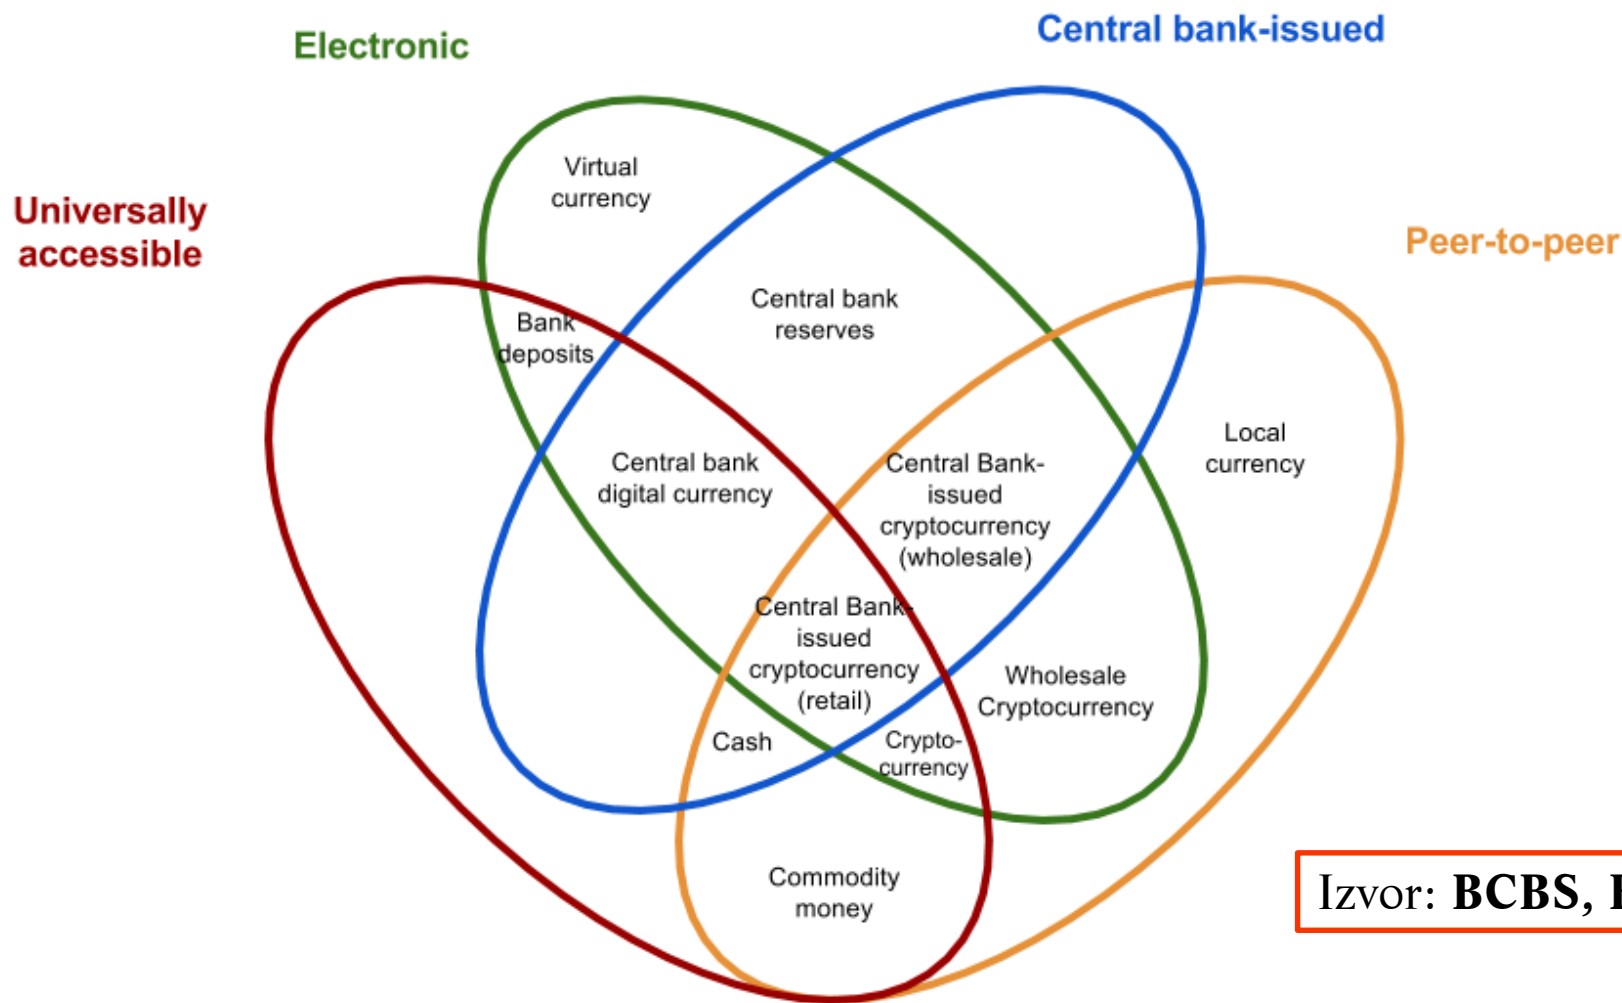 Electronic
Central bank-issued
Universally
accessible
Peer-to-peer
Virtual
currency
Bank
deposits
Central bank
reserves
Local
currency
Central bank
digital currency
Central Bank-
issued
cryptocurrency
(wholesale)
Central Bank-
issued
cryptocurrency
(retail)
Wholesale
Cryptocurrency
Cash
Crypto-
currency
Commodity
money
Izvor: BCBS,